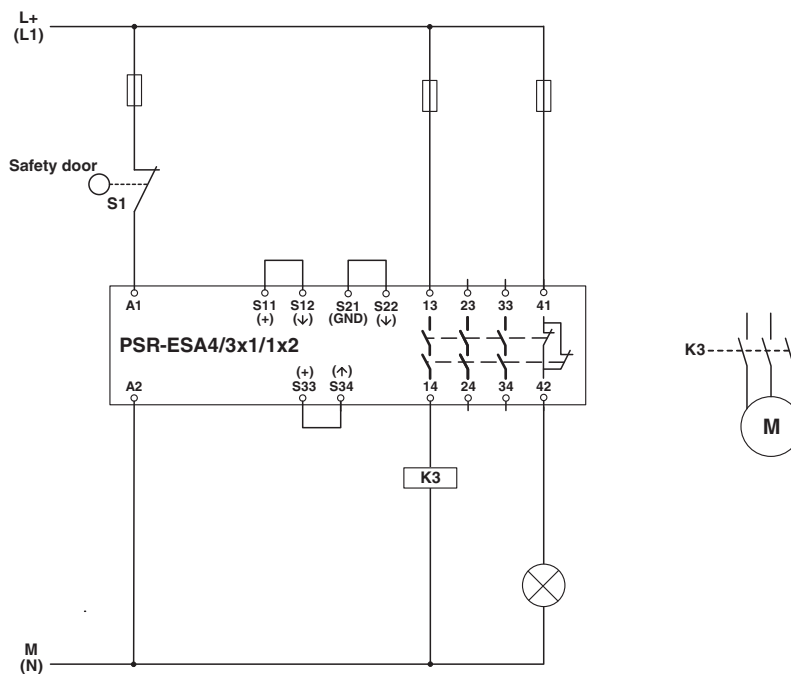 L+
(L1)
Safety door
S1
A1
S11
(+)
S12
(↓)
S21
(GND)
S22
(↓)
13
23
33
41
PSR-ESA4/3x1/1x2
A2
(+)
S33
(↑)
S34
14
24
34
42
K3
K3
M
M
(N)